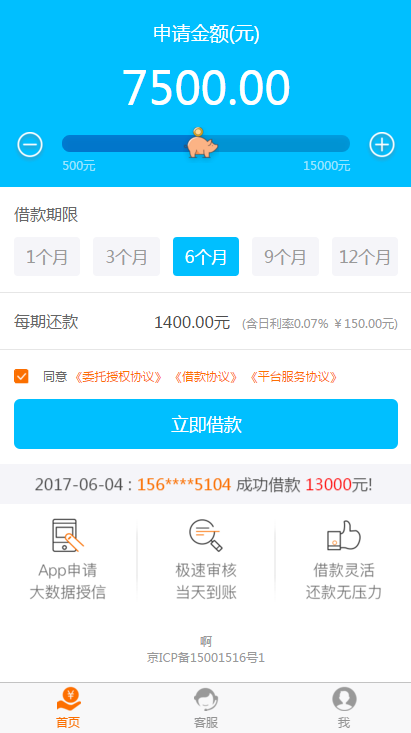 申请金额(元)
7500.00
500元 15000元
借款期限
1个月 3个月 6个月 9个月 12个月
每期还款 1400.00元 (含日利率0.07% ￥150.00元)
同意 《委托授权协议》 《借款协议》 《平台服务协议》
立即借款
2017-06-04 : 156****5104 成功借款 13000元!
App申请 极速审核 借款灵活
大数据授信 当天到账 还款无压力
啊
京ICP备15001516号1
首页 客服 我